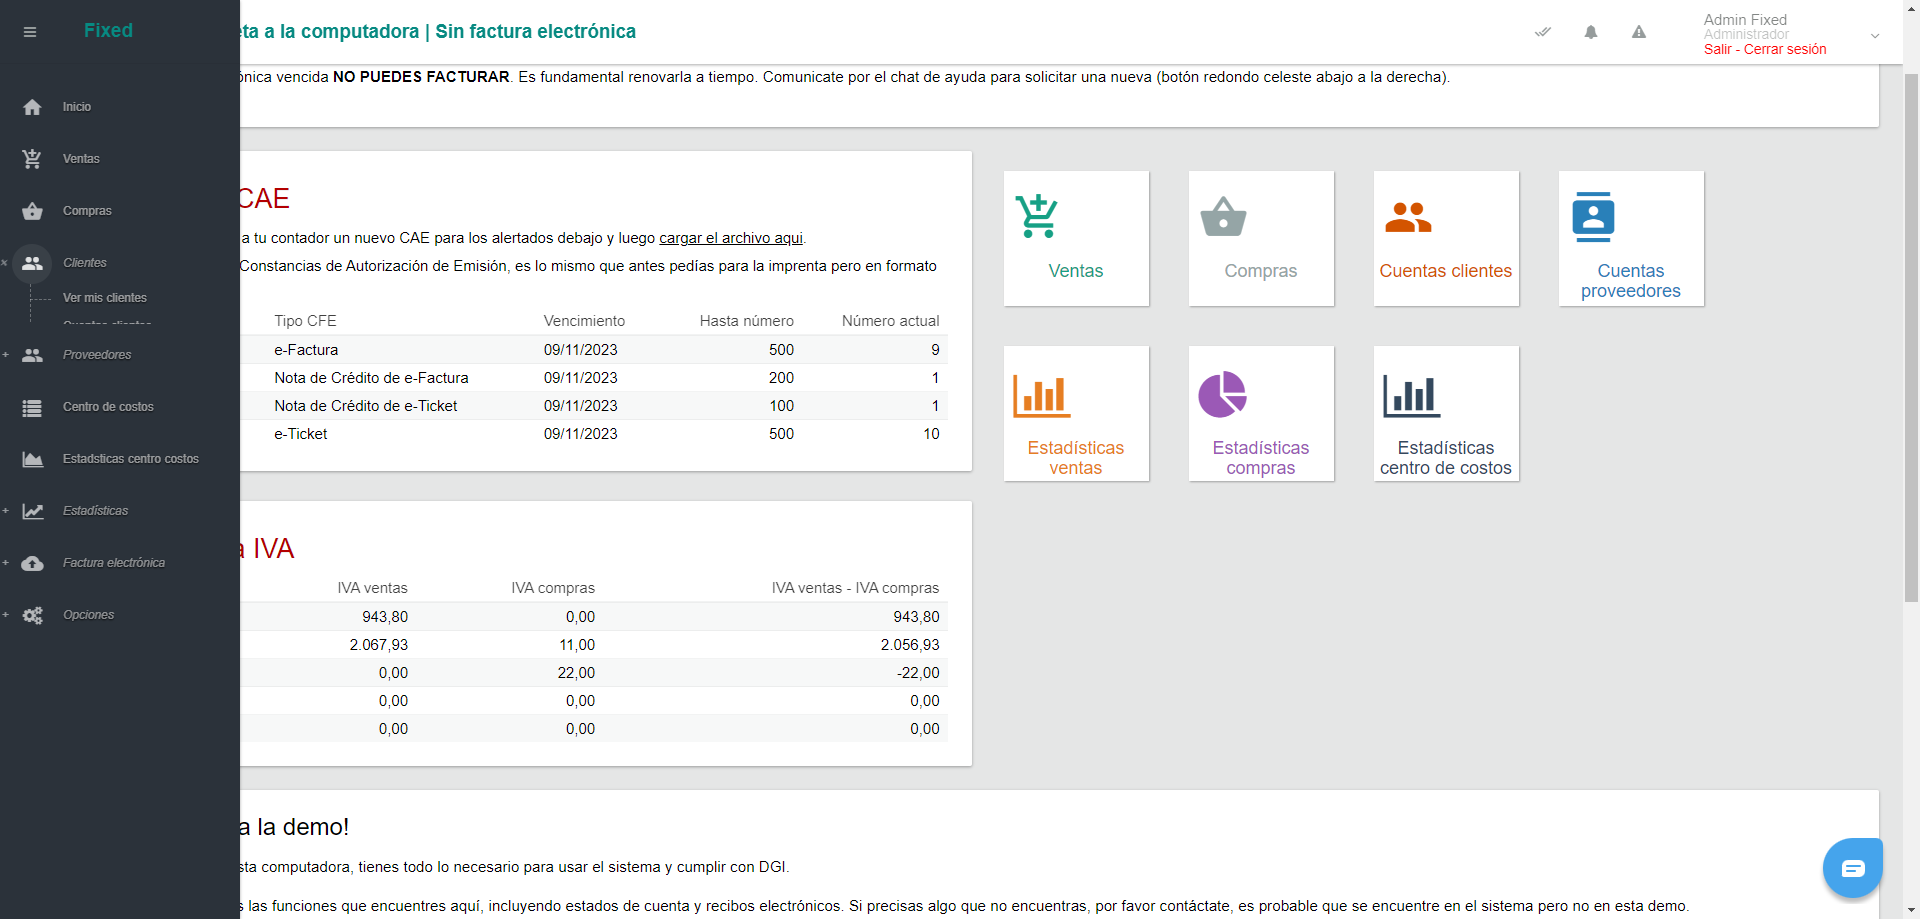 Fixed
eta a la computadora | Sin factura electrónica
Admin Fixed
Administrador
Salir - Cerrar sesión
ónica vencida NO PUEDES FACTURAR. Es fundamental renovarla a tiempo. Comunicate por el chat de ayuda para solicitar una nueva (botón redondo celeste abajo a la derecha).
Inicio
Ventas
Compras
Clientes
Ver mis clientes
Cuentas clientes
Proveedores
Centro de costos
Estadsticas centro costos
Estadísticas
Factura electrónica
Opciones
CAE
a tu contador un nuevo CAE para los alertados debajo y luego cargar el archivo aqui.
Constancias de Autorización de Emisión, es lo mismo que antes pedías para la imprenta pero en formato
Tipo CFE Vencimiento Hasta número Número actual
e-Factura 09/11/2023 500 9
Nota de Crédito de e-Factura 09/11/2023 200 1
Nota de Crédito de e-Ticket 09/11/2023 100 1
e-Ticket 09/11/2023 500 10
a IVA
IVA ventas IVA compras IVA ventas - IVA compras
943,80 0,00 943,80
2.067,93 11,00 2.056,93
0,00 22,00 -22,00
0,00 0,00 0,00
0,00 0,00 0,00
Ventas
Compras
Cuentas clientes
Cuentas
proveedores
Estadísticas
ventas
Estadísticas
compras
Estadísticas
centro de costos
a la demo!
sta computadora, tienes todo lo necesario para usar el sistema y cumplir con DGI.
s las funciones que encuentres aquí, incluyendo estados de cuenta y recibos electrónicos. Si precisas algo que no encuentras, por favor contáctate, es probable que se encuentre en el sistema pero no en esta demo.